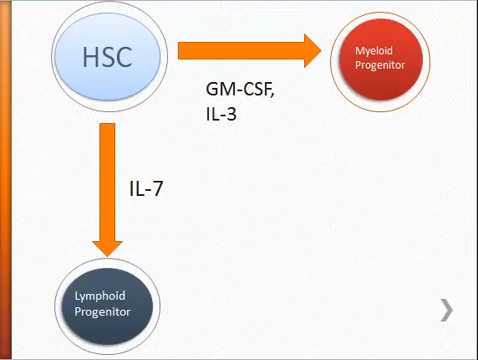 HSC
Myeloid
Progenitor
GM-CSF,
IL-3
IL-7
Lymphoid
Progenitor